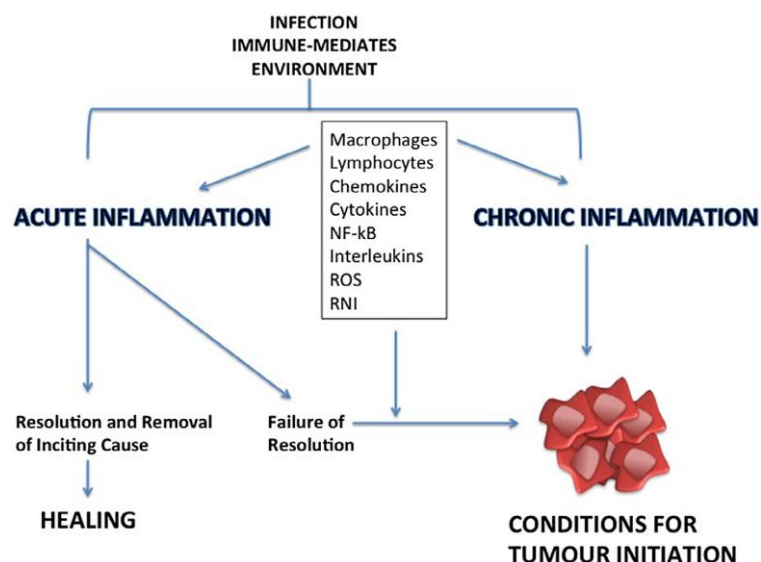 INFECTION
IMMUNE-MEDIATES
ENVIRONMENT
Macrophages
Lymphocytes
Chemokines
Cytokines
NF-kB
Interleukins
ROS
RNI
ACUTE INFLAMMATION
CHRONIC INFLAMMATION
Resolution and Removal
of Inciting Cause
Failure of
Resolution
HEALING
CONDITIONS FOR
TUMOUR INITIATION